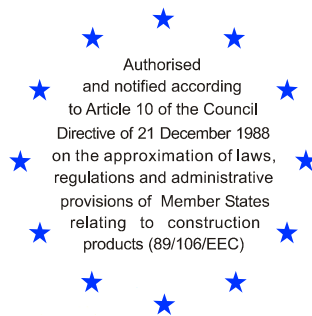 Authorised
and notified according
to Article 10 of the Council
Directive of 21 December 1988
on the approximation of laws,
regulations and administrative
provisions of Member States
relating to construction
products (89/106/EEC)